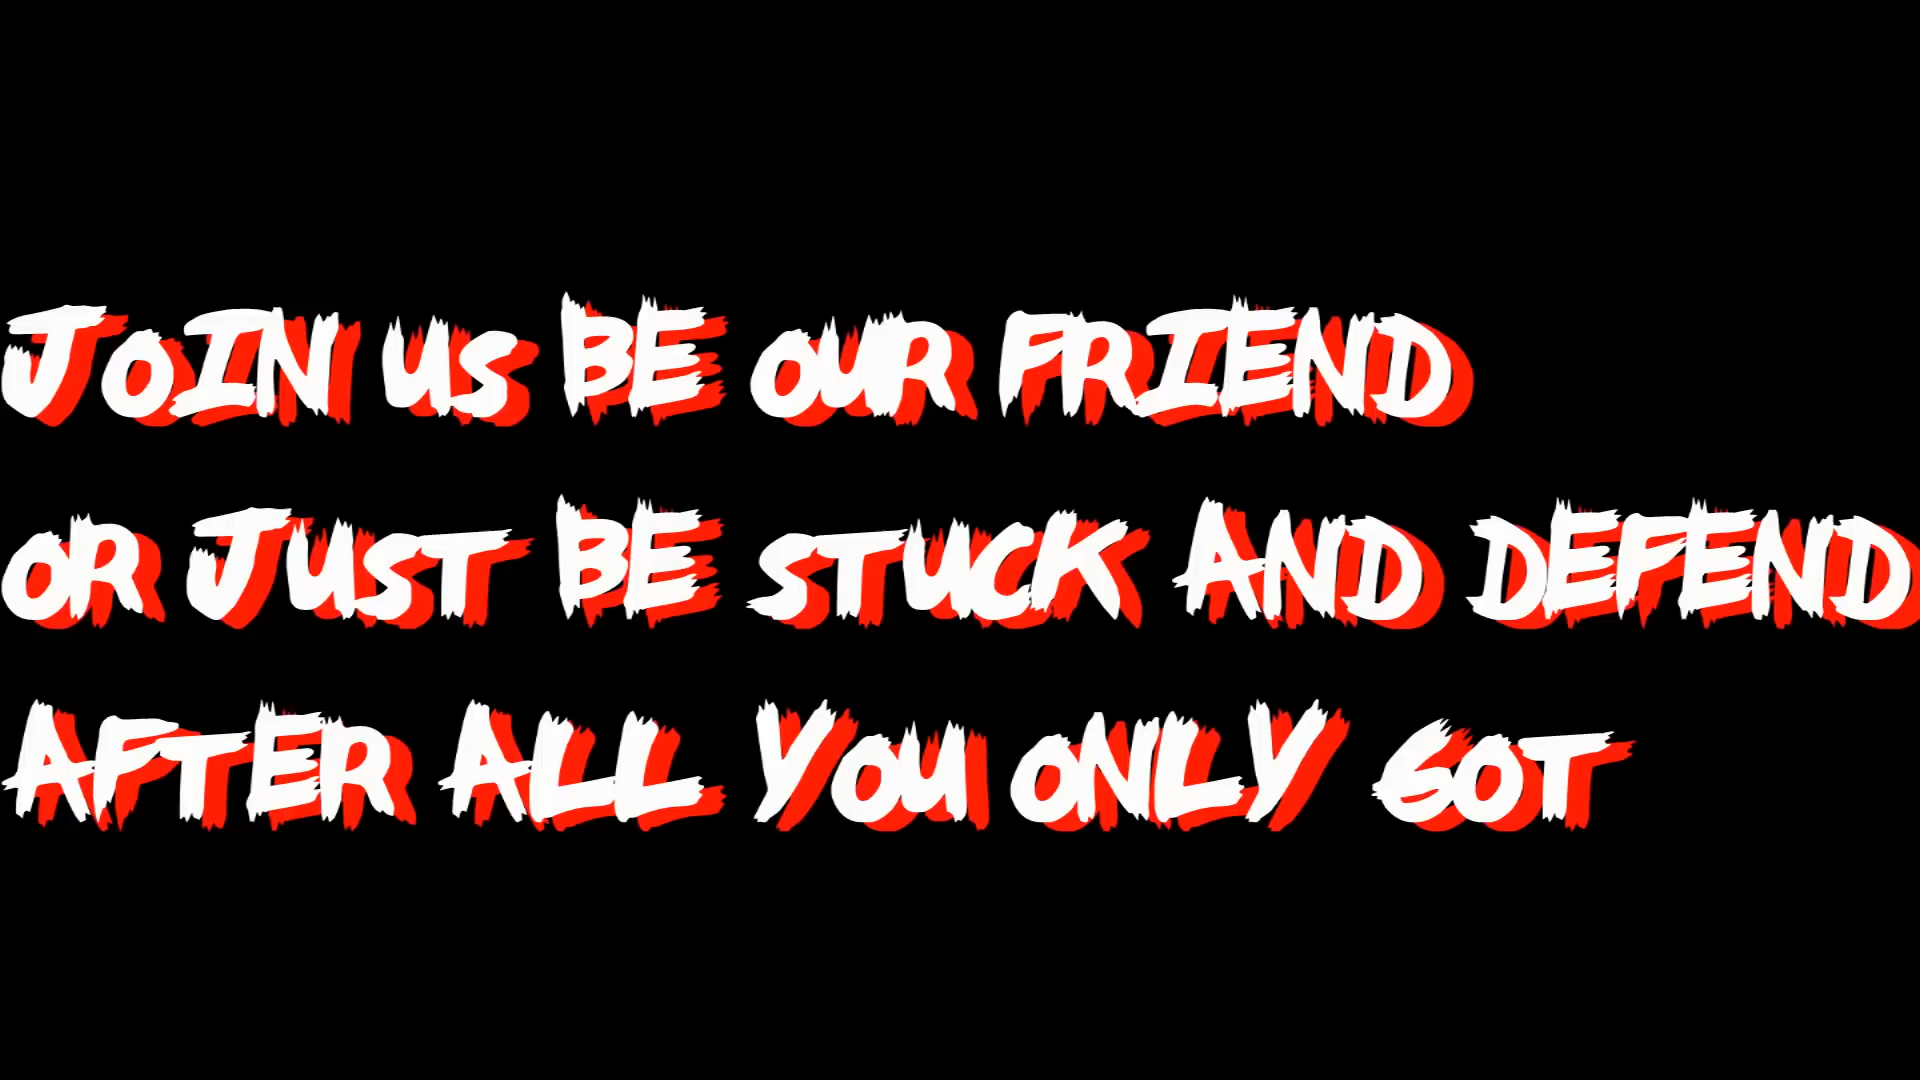 JOIN US BE OUR FRIEND
OR JUST BE STUCK AND DEFEND
AFTER ALL YOU ONLY GOT